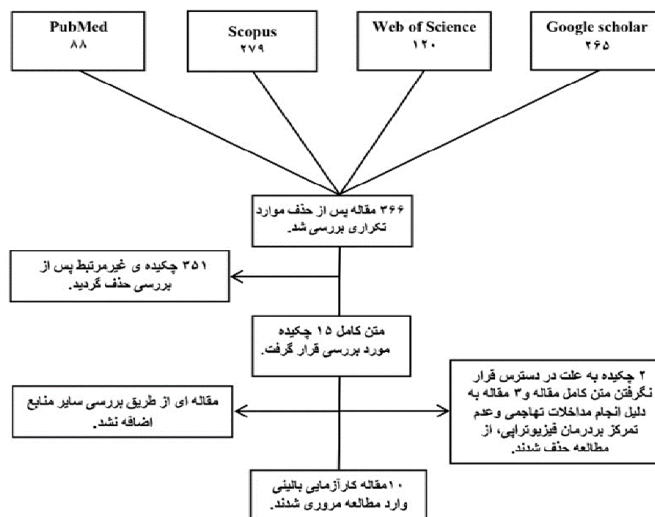 PubMed
۸۸
Scopus
۲۷۹
Web of Science
۱۲۰
Google scholar
۲۶۵
۳۶۶ مقاله پس از حذف موارد
تکراری بررسی شد.
۳۵۱ چکیده ی غیرمرتبط پس از
بررسی حذف گردید.
متن کامل ۱۵ چکیده
مورد بررسی قرار گرفت.
۲ چکیده به علت در دسترس قرار
نگرفتن متن کامل مقاله و۳ مقاله به
دلیل انجام مداخلات تهاجمی وعدم
تمرکز بردرمان فیزیوتراپی، از
مطالعه حذف شدند.
مقاله ای از طریق بررسی سایر منابع
اضافه نشد.
۱۰مقاله کارآزمایی بالینی
وارد مطالعه مروری شدند.